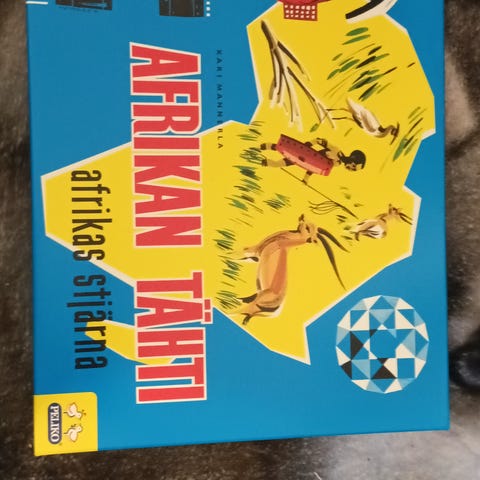 KARI MANNERLA
AFRIKAN TÄHTI
afrikas stjärna
PELIKO